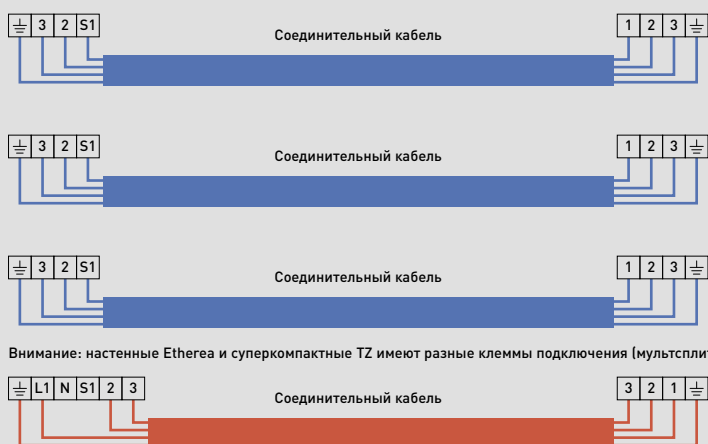 ⏚ 3 2 S1 Соединительный кабель 1 2 3 ⏚
⏚ 3 2 S1 Соединительный кабель 1 2 3 ⏚
⏚ 3 2 S1 Соединительный кабель 1 2 3 ⏚
Внимание: настенные Etherea и суперкомпактные TZ имеют разные клеммы подключения (мультсплит
⏚ L1 N S1 2 3 Соединительный кабель 3 2 1 ⏚